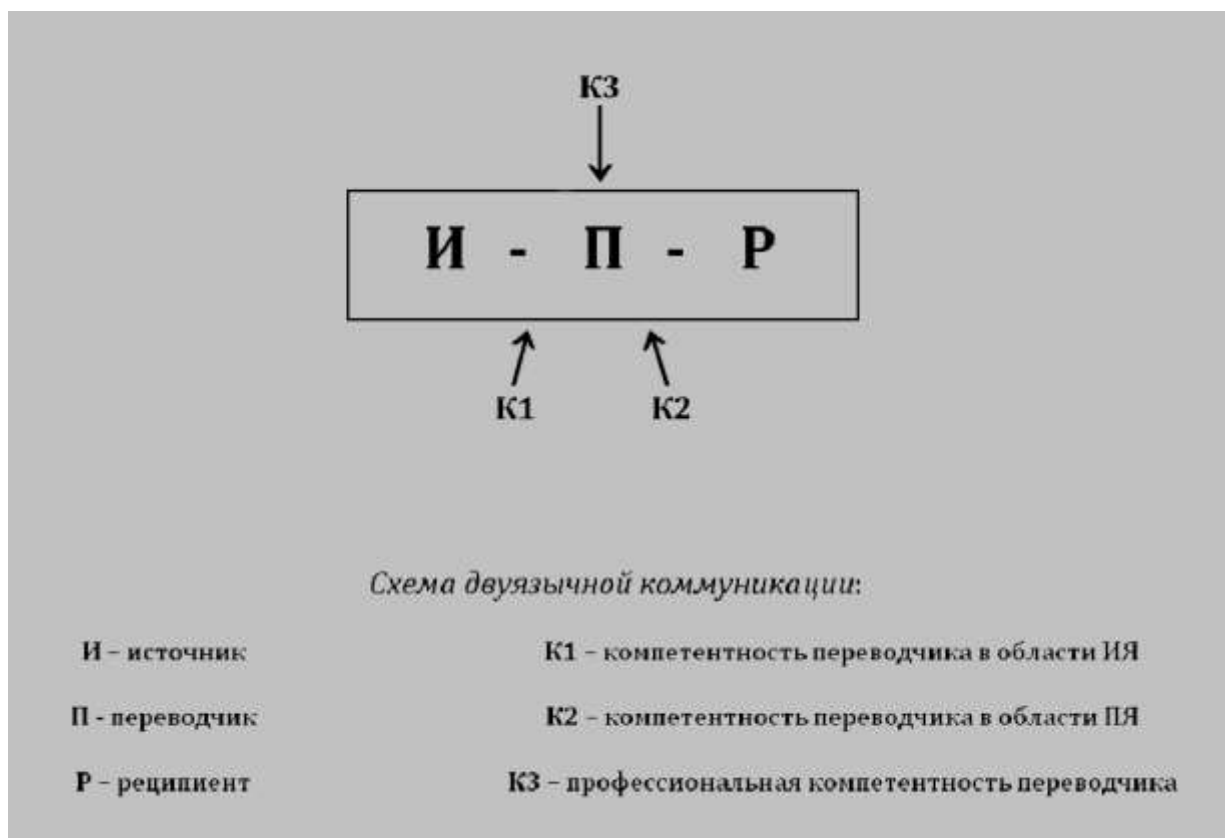 К3
И - П - Р
К1 К2
Схема двуязычной коммуникации:
И – источник К1 – компетентность переводчика в области ИЯ
П - переводчик К2 – компетентность переводчика в области ПЯ
Р – реципиент К3 – профессиональная компетентность переводчика